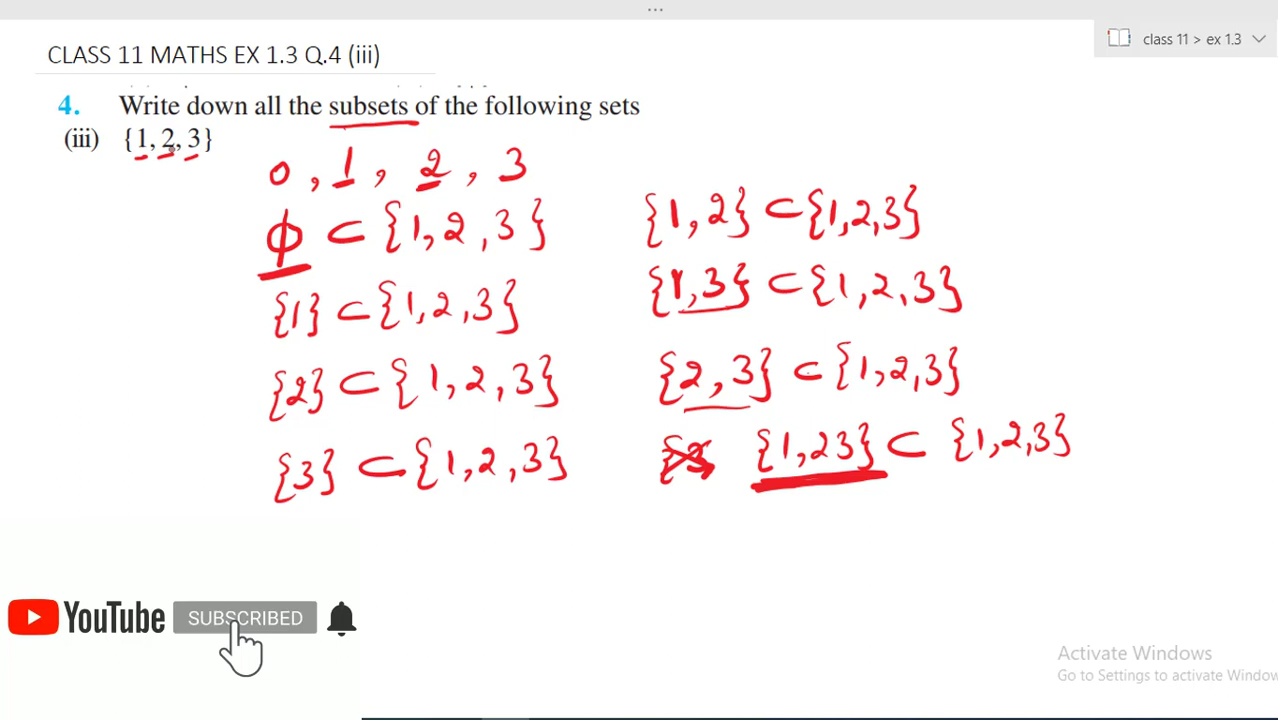 ...
class 11 > ex 1.3
CLASS 11 MATHS EX 1.3 Q.4 (iii)
4. Write down all the subsets of the following sets
(iii) {1, 2, 3}
0, 1, 2, 3
ϕ ⊂ {1, 2, 3}
{1} ⊂ {1, 2, 3}
{2} ⊂ {1, 2, 3}
{3} ⊂ {1, 2, 3}
{1, 2} ⊂ {1, 2, 3}
{1, 3} ⊂ {1, 2, 3}
{2, 3} ⊂ {1, 2, 3}
{1, 23} ⊂ {1, 2, 3}
YouTube SUBSCRIBED
Activate Windows
Go to Settings to activate Window